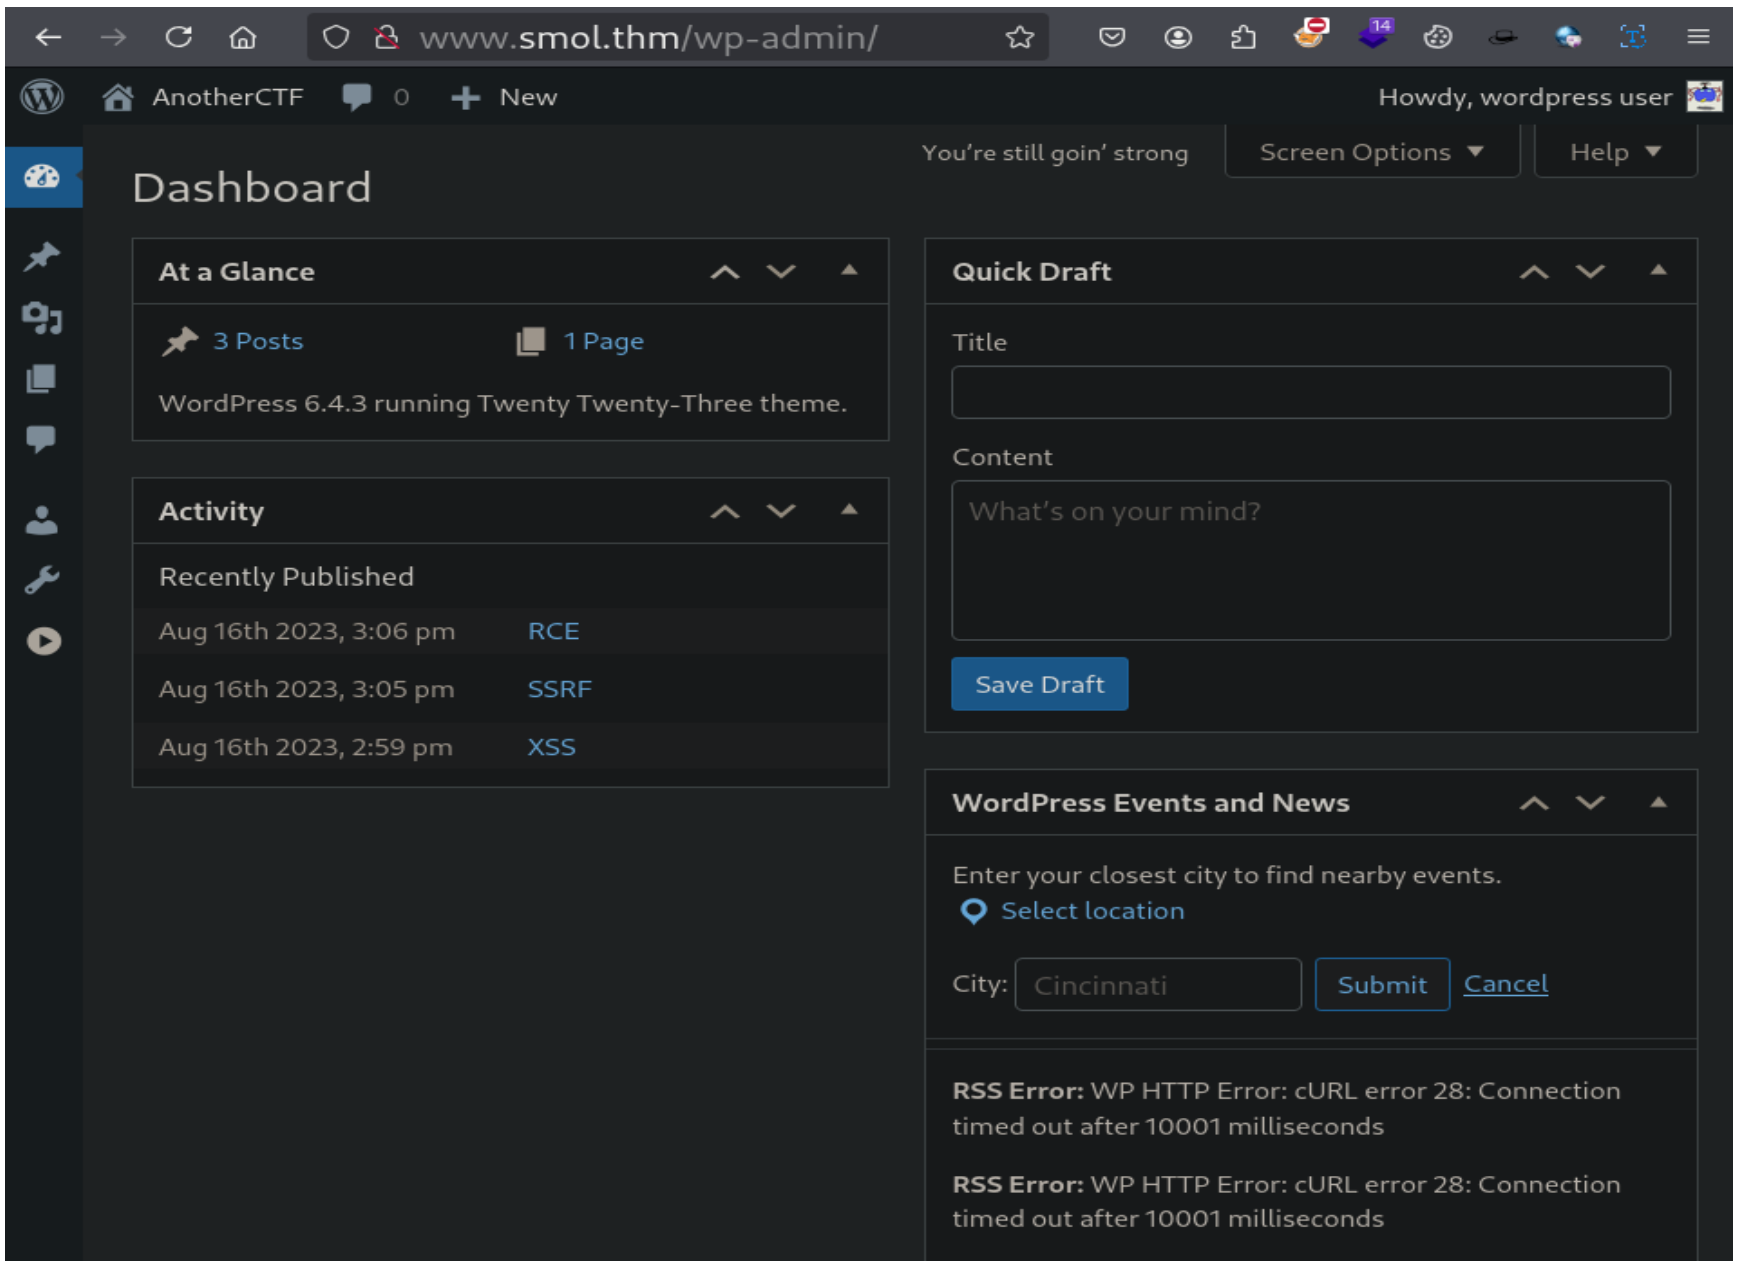 www.smol.thm/wp-admin/
14
AnotherCTF 0 New Howdy, wordpress user
You're still goin' strong Screen Options Help
Dashboard
At a Glance
3 Posts 1 Page
WordPress 6.4.3 running Twenty Twenty-Three theme.
Activity
Recently Published
Aug 16th 2023, 3:06 pm RCE
Aug 16th 2023, 3:05 pm SSRF
Aug 16th 2023, 2:59 pm XSS
Quick Draft
Title
Content
What's on your mind?
Save Draft
WordPress Events and News
Enter your closest city to find nearby events.
Select location
City: Cincinnati Submit Cancel
RSS Error: WP HTTP Error: cURL error 28: Connection
timed out after 10001 milliseconds
RSS Error: WP HTTP Error: cURL error 28: Connection
timed out after 10001 milliseconds